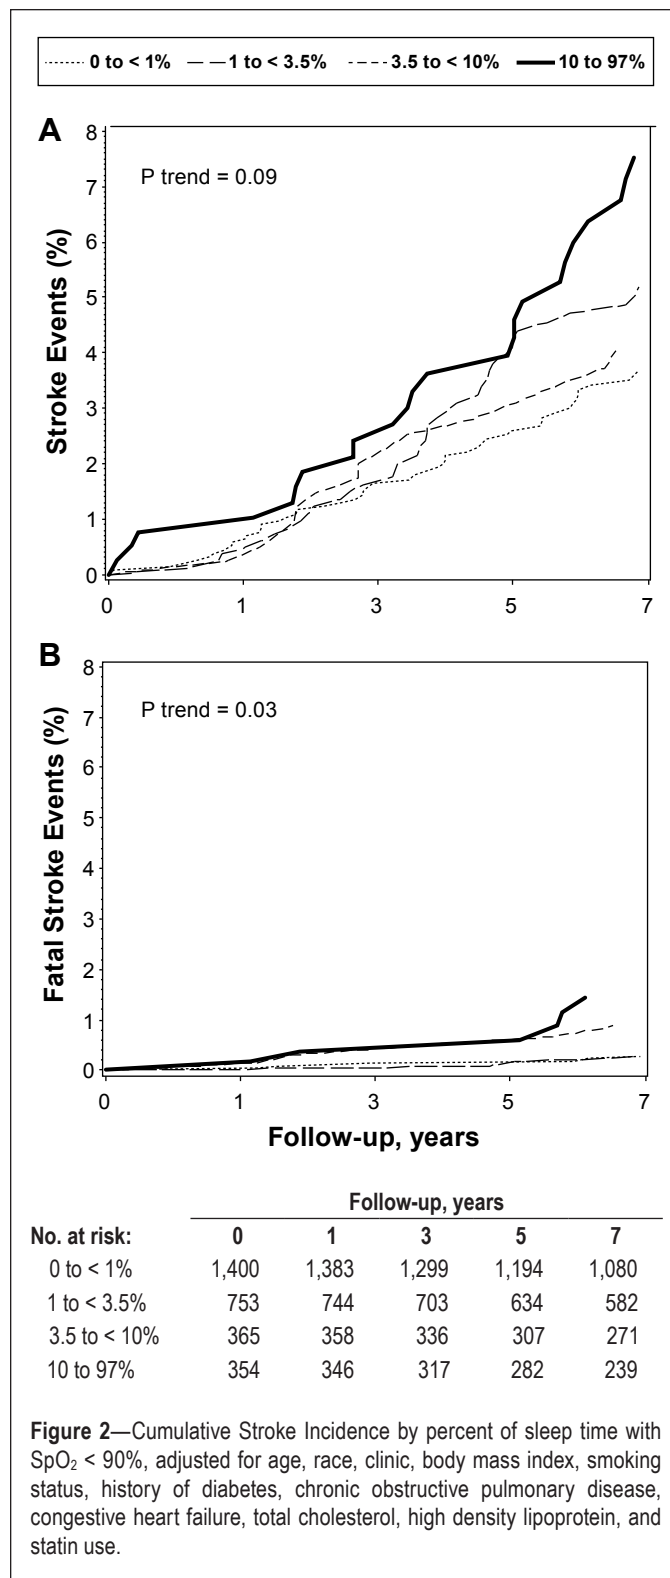 0 to < 1% 1 to < 3.5% 3.5 to < 10% 10 to 97%
A
P trend = 0.09
Stroke Events (%)
8
7
6
5
4
3
2
1
0
0 1 3 5 7
B
P trend = 0.03
Fatal Stroke Events (%)
8
7
6
5
4
3
2
1
0
0 1 3 5 7
Follow-up, years
Follow-up, years
No. at risk: 0 1 3 5 7
0 to < 1% 1,400 1,383 1,299 1,194 1,080
1 to < 3.5% 753 744 703 634 582
3.5 to < 10% 365 358 336 307 271
10 to 97% 354 346 317 282 239
Figure 2—Cumulative Stroke Incidence by percent of sleep time with
SpO₂ < 90%, adjusted for age, race, clinic, body mass index, smoking
status, history of diabetes, chronic obstructive pulmonary disease,
congestive heart failure, total cholesterol, high density lipoprotein, and
statin use.